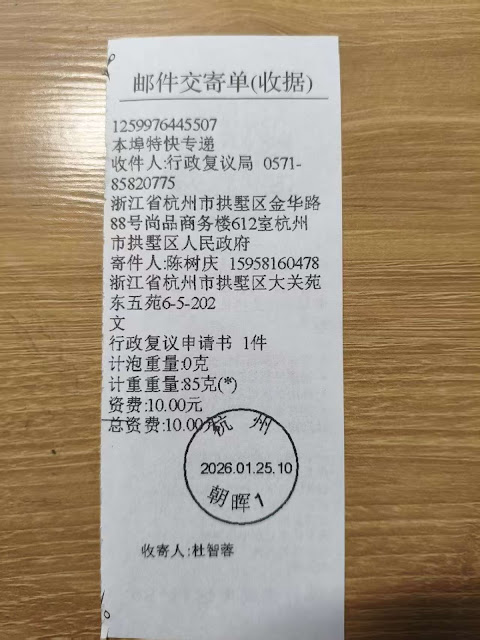 邮件交寄单(收据)
1259976445507
本埠特快专递
收件人:行政复议局 0571-
85820775
浙江省杭州市拱墅区金华路
88号尚品商务楼612室杭州
市拱墅区人民政府
寄件人:陈树庆 15958160478
浙江省杭州市拱墅区大关苑
东五苑6-5-202
文
行政复议申请书 1件
计泡重量:0克
计重重量:85克(*)
资费:10.00元
总资费:10.00元
杭州
2026.01.25.10
朝晖1
收寄人:杜智蓉